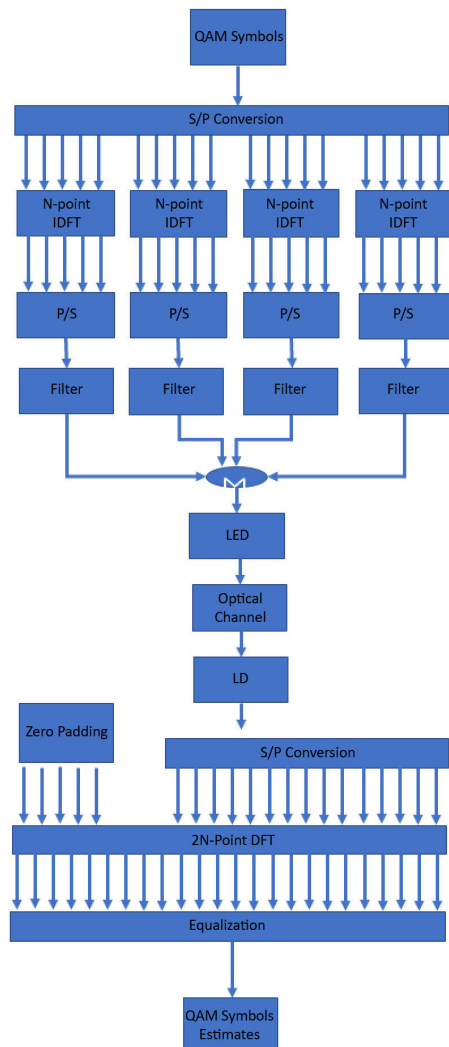 QAM Symbols
S/P Conversion
N-point
IDFT
N-point
IDFT
N-point
IDFT
N-point
IDFT
P/S
P/S
P/S
P/S
Filter
Filter
Filter
Filter
LED
Optical
Channel
LD
Zero Padding
S/P Conversion
2N-Point DFT
Equalization
QAM Symbols
Estimates